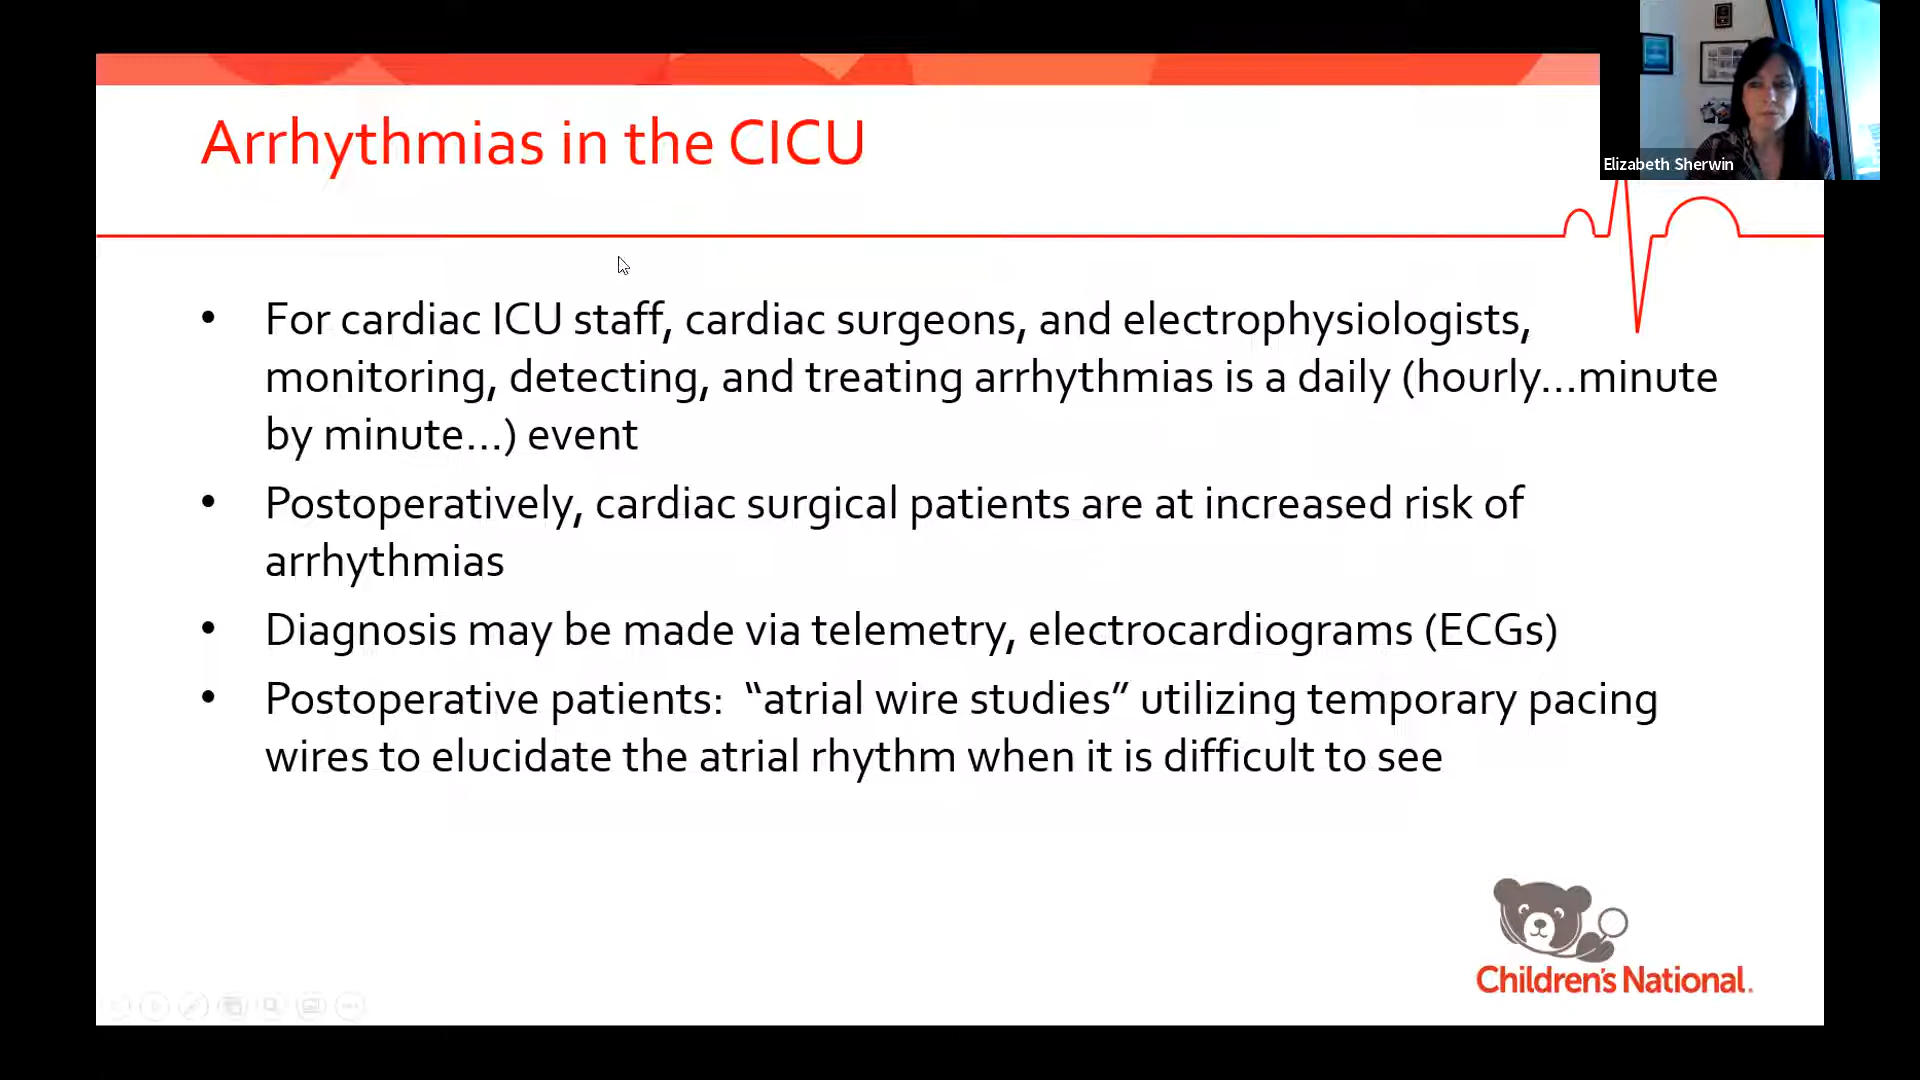 Arrhythmias in the CICU
Elizabeth Sherwin
• For cardiac ICU staff, cardiac surgeons, and electrophysiologists,
monitoring, detecting, and treating arrhythmias is a daily (hourly…minute
by minute…) event
• Postoperatively, cardiac surgical patients are at increased risk of
arrhythmias
• Diagnosis may be made via telemetry, electrocardiograms (ECGs)
• Postoperative patients:  “atrial wire studies” utilizing temporary pacing
wires to elucidate the atrial rhythm when it is difficult to see
Children's National.